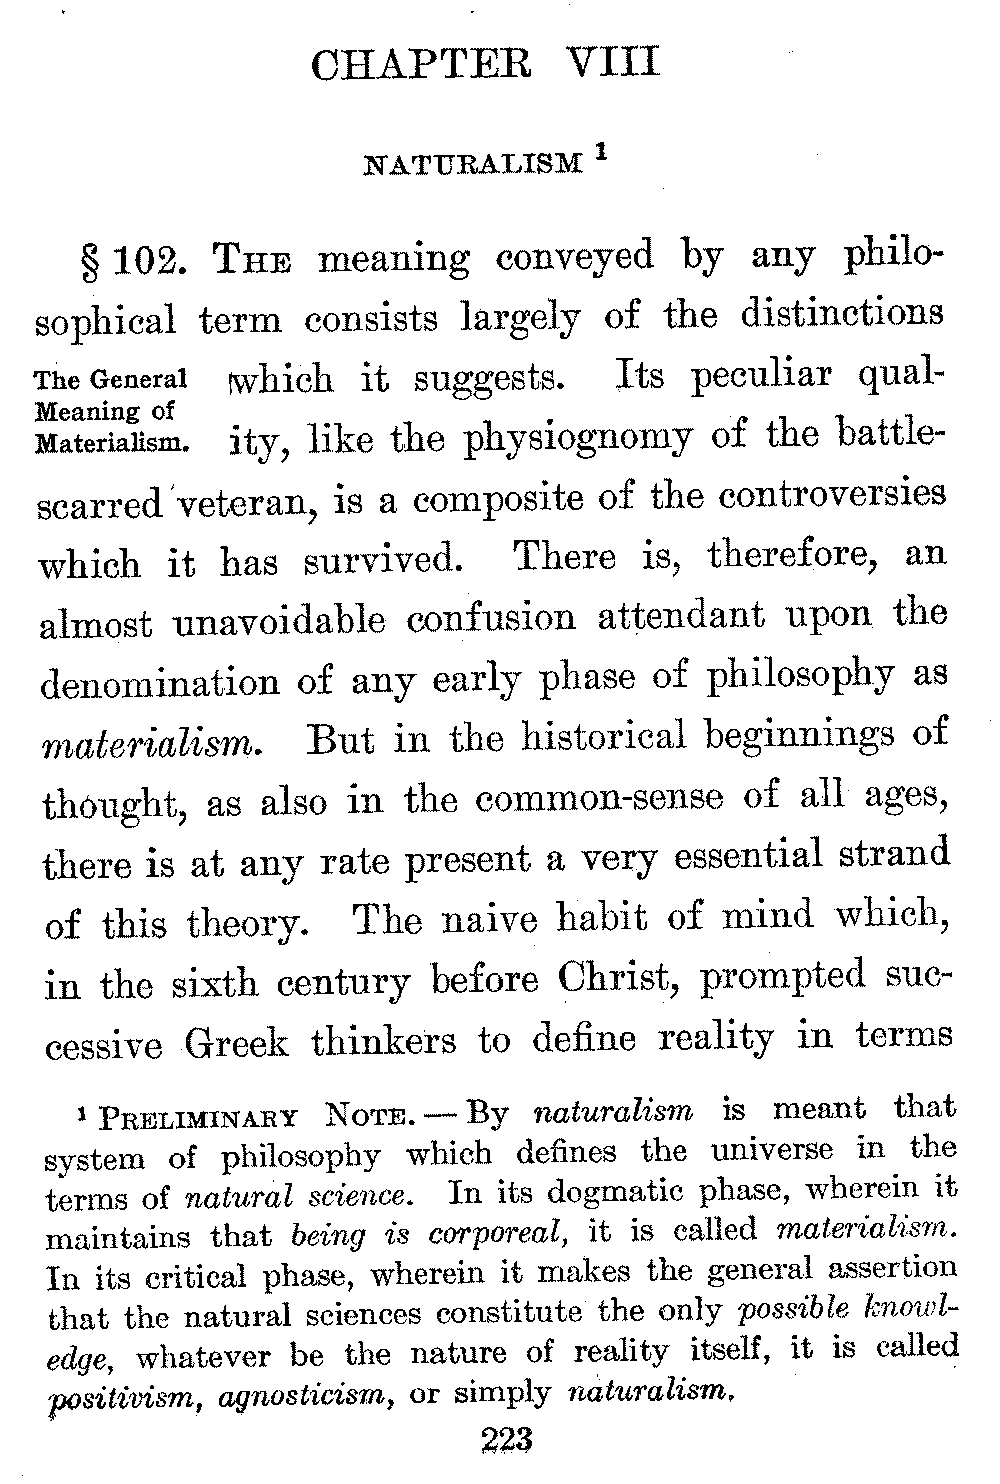 CHAPTER VIII
NATURALISM ¹
§ 102. THE meaning conveyed by any philo-
sophical term consists largely of the distinctions
The General
Meaning of
Materialism.
which it suggests. Its peculiar qual-
ity, like the physiognomy of the battle-
scarred veteran, is a composite of the controversies
which it has survived. There is, therefore, an
almost unavoidable confusion attendant upon the
denomination of any early phase of philosophy as
materialism. But in the historical beginnings of
thought, as also in the common-sense of all ages,
there is at any rate present a very essential strand
of this theory. The naive habit of mind which,
in the sixth century before Christ, prompted suc-
cessive Greek thinkers to define reality in terms
¹ PRELIMINARY NOTE. — By naturalism is meant that
system of philosophy which defines the universe in the
terms of natural science. In its dogmatic phase, wherein it
maintains that being is corporeal, it is called materialism.
In its critical phase, wherein it makes the general assertion
that the natural sciences constitute the only possible knowl-
edge, whatever be the nature of reality itself, it is called
positivism, agnosticism, or simply naturalism.
223